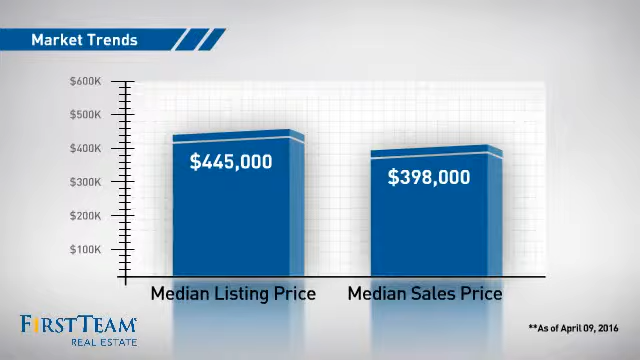 Market Trends
$600K
$500K
$400K
$300K
$200K
$100K
$445,000
$398,000
Median Listing Price
Median Sales Price
FIRSTTEAM®
REAL ESTATE
**As of April 09, 2016